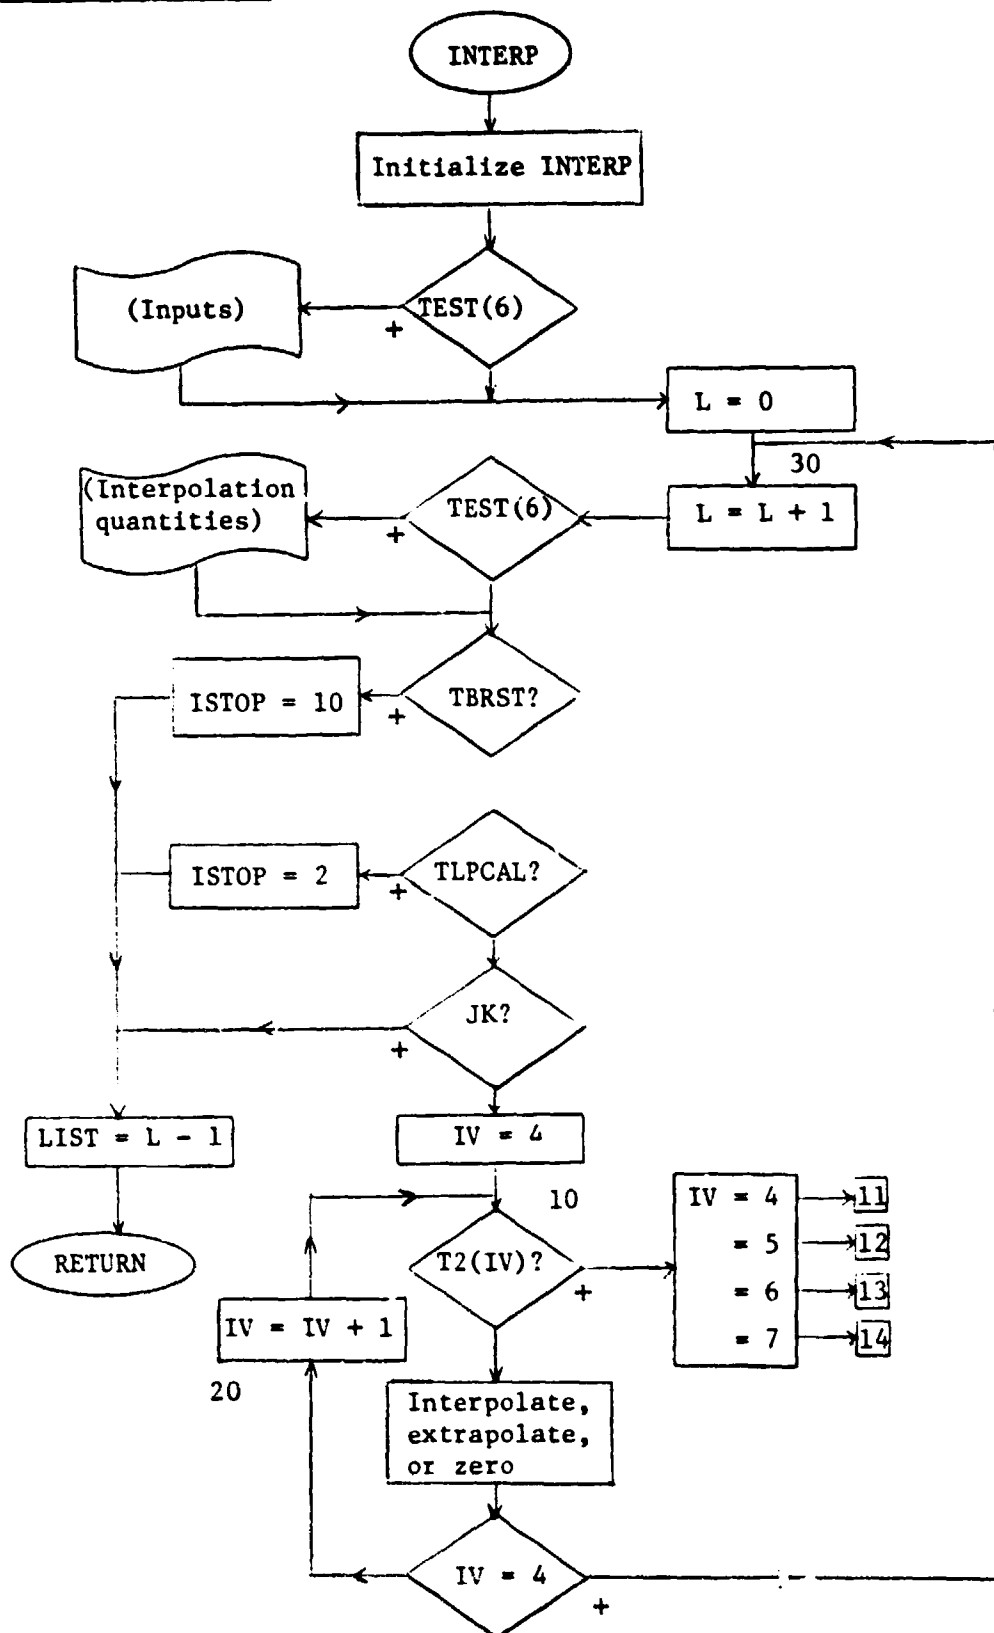 INTERP
Initialize INTERP
(Inputs)
TEST(6)
+
L = 0
30
(Interpolation
quantities)
TEST(6)
+
L = L + 1
ISTOP = 10
+
TBRST?
ISTOP = 2
+
TLPCAL?
JK?
+
LIST = L - 1
IV = 4
10
RETURN
T2(IV)?
+
IV = 4
11
= 5
12
= 6
13
= 7
14
IV = IV + 1
20
Interpolate,
extrapolate,
or zero
IV = 4
+